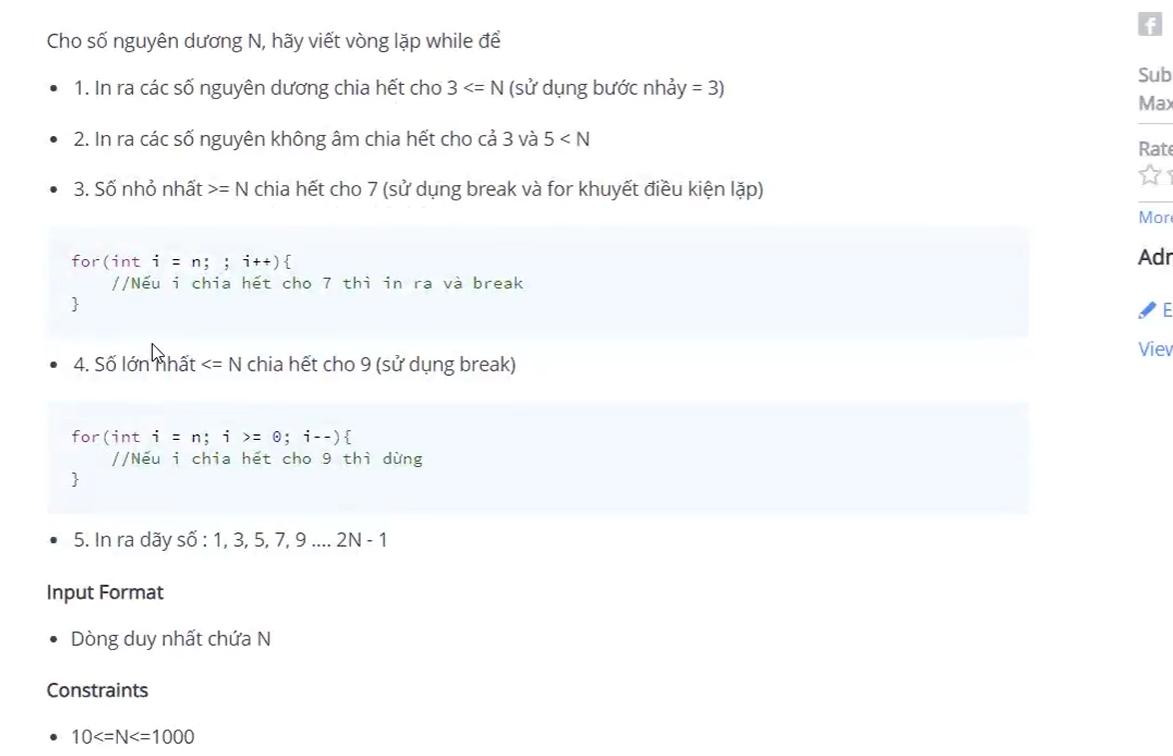 Cho số nguyên dương N, hãy viết vòng lặp while để
• 1. In ra các số nguyên dương chia hết cho 3 <= N (sử dụng bước nhảy = 3)
• 2. In ra các số nguyên không âm chia hết cho cả 3 và 5 < N
• 3. Số nhỏ nhất >= N chia hết cho 7 (sử dụng break và for khuyết điều kiện lặp)
for(int i = n; ; i++){
//Nếu i chia hết cho 7 thì in ra và break
}
• 4. Số lớn nhất <= N chia hết cho 9 (sử dụng break)
for(int i = n; i >= 0; i--){
//Nếu i chia hết cho 9 thì dừng
}
• 5. In ra dãy số : 1, 3, 5, 7, 9 .... 2N - 1
Input Format
• Dòng duy nhất chứa N
Constraints
• 10<=N<=1000
f
Sub
Max
Rate
More
Adr
E
View